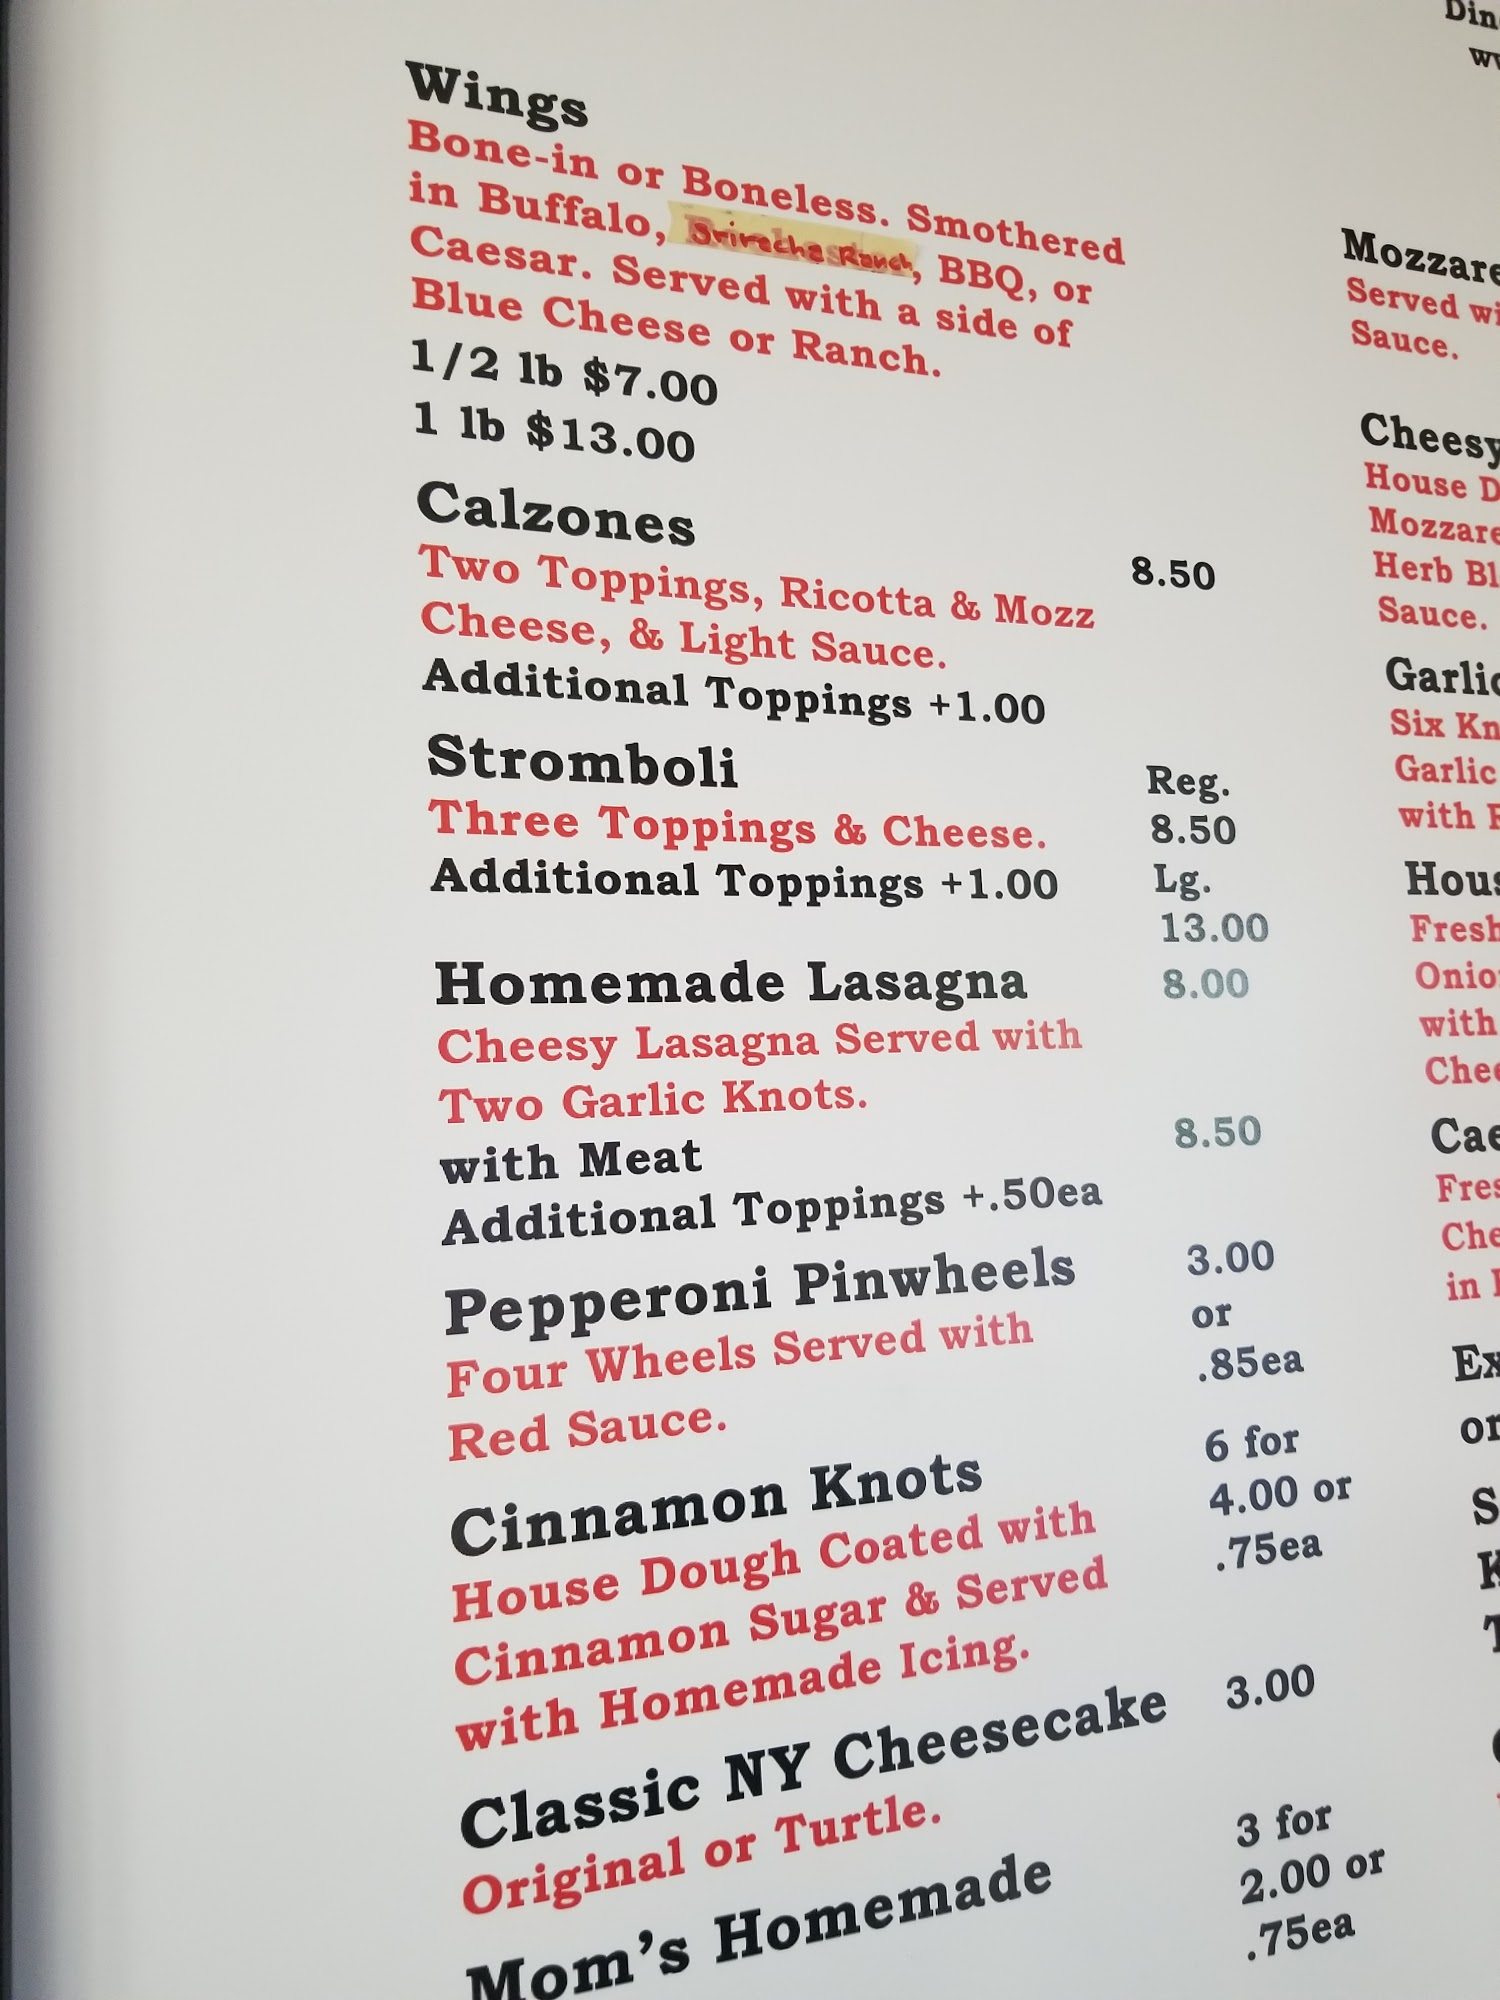 Wings
Bone-in or Boneless. Smothered
in Buffalo, Sriracha Ranch, BBQ, or
Caesar. Served with a side of
Blue Cheese or Ranch.
1/2 lb $7.00
1 lb $13.00
Calzones
8.50
Two Toppings, Ricotta & Mozz
Cheese, & Light Sauce.
Additional Toppings +1.00
Stromboli
Reg.
Three Toppings & Cheese.
8.50
Additional Toppings +1.00
Lg.
13.00
Homemade Lasagna 8.00
Cheesy Lasagna Served with
Two Garlic Knots.
with Meat 8.50
Additional Toppings +.50ea
Pepperoni Pinwheels 3.00
or
Four Wheels Served with
.85ea
Red Sauce.
Cinnamon Knots
6 for
4.00 or
.75ea
House Dough Coated with
Cinnamon Sugar & Served
with Homemade Icing.
Classic NY Cheesecake 3.00
Original or Turtle.
Mom's Homemade
3 for
2.00 or
.75ea
Din
Mozzare
Served wi
Sauce.
Cheesy
House D
Mozzare
Herb Bl
Sauce.
Garlic
Six Kn
Garlic
with
Hous
Fresh
Onio
with
Chee
Cae
Fres
Che
in
Ex
or
S